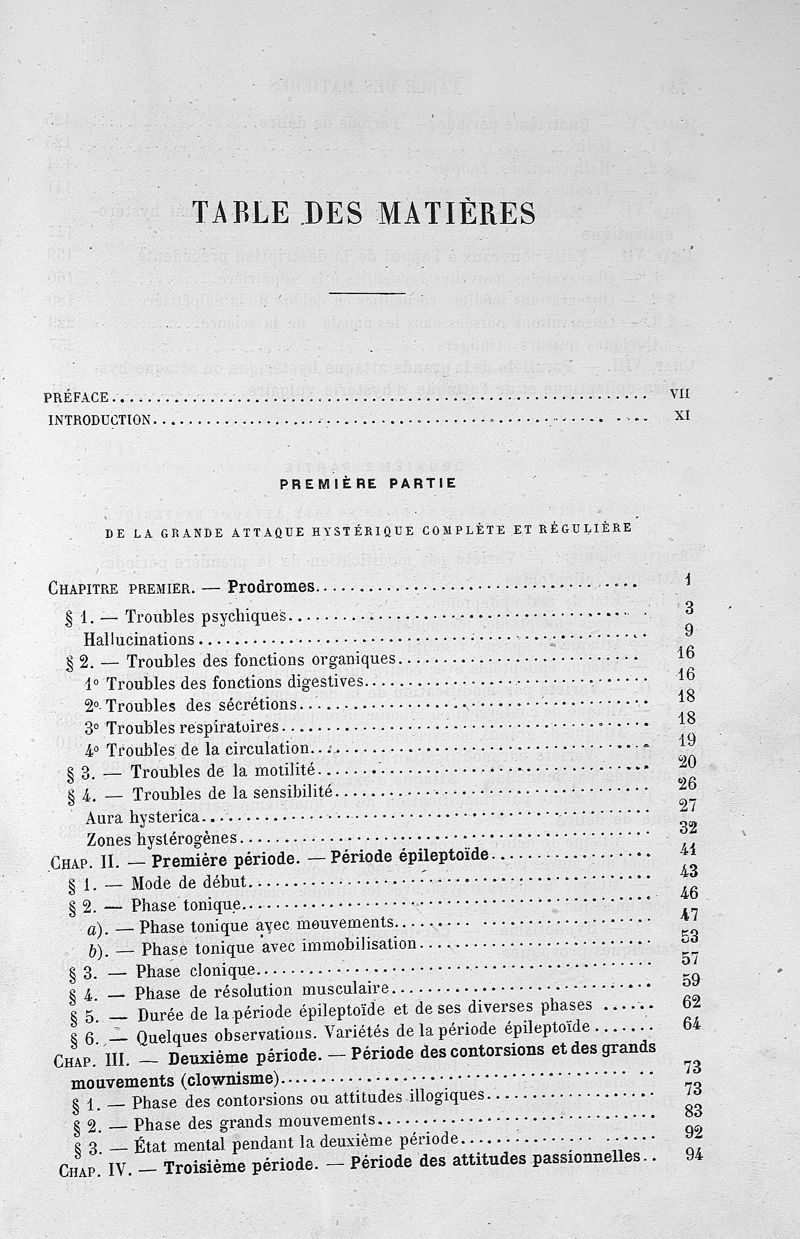 TABLE DES MATIÈRES
PRÉFACE VII
INTRODUCTION XI
PREMIÈRE PARTIE
DE LA GRANDE ATTAQUE HYSTÉRIQUE COMPLÈTE ET RÉGULIÈRE
CHAPITRE PREMIER. — Prodromes 1
§ 1. — Troubles psychiques 3
Hallucinations 9
§ 2. — Troubles des fonctions organiques 16
1° Troubles des fonctions digestives 16
2° Troubles des sécrétions 18
3° Troubles respiratoires 18
4° Troubles de la circulation 19
§ 3. — Troubles de la motilité 20
§ 4. — Troubles de la sensibilité 26
Aura hysterica 27
Zones hystérogènes 32
CHAP. II. — Première période. — Période épileptoïde 41
§ 1. — Mode de début 43
§ 2. — Phase tonique 46
a). — Phase tonique avec mouvements 47
b). — Phase tonique avec immobilisation 53
§ 3. — Phase clonique 57
§ 4. — Phase de résolution musculaire 59
§ 5. — Durée de la période épileptoïde et de ses diverses phases 62
§ 6. — Quelques observations. Variétés de la période épileptoïde 64
CHAP. III. — Deuxième période. — Période des contorsions et des grands
mouvements (clownisme) 73
§ 1. — Phase des contorsions ou attitudes illogiques 73
§ 2. — Phase des grands mouvements 83
§ 3. — État mental pendant la deuxième période 92
CHAP. IV. — Troisième période. — Période des attitudes passionnelles 94